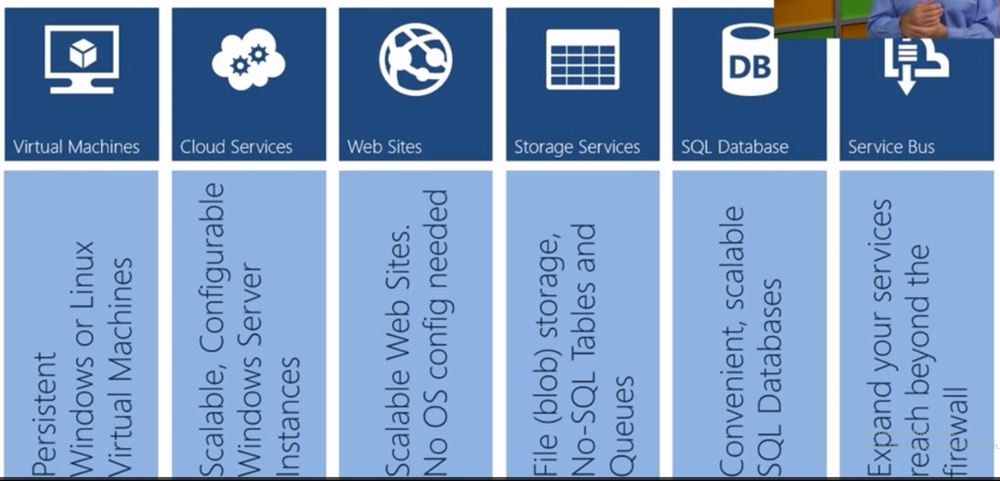 Virtual Machines
Cloud Services
Web Sites
Storage Services
DB
SQL Database
Service Bus
Persistent
Windows or Linux
Virtual Machines
Scalable, Configurable
Windows Server
Instances
Scalable Web Sites.
No OS config needed
File (blob) storage,
No-SQL Tables and
Queues
Convenient, scalable
SQL Databases
Expand your services
reach beyond the
firewall
Activate Windows
Go to Settings to activate Windows.